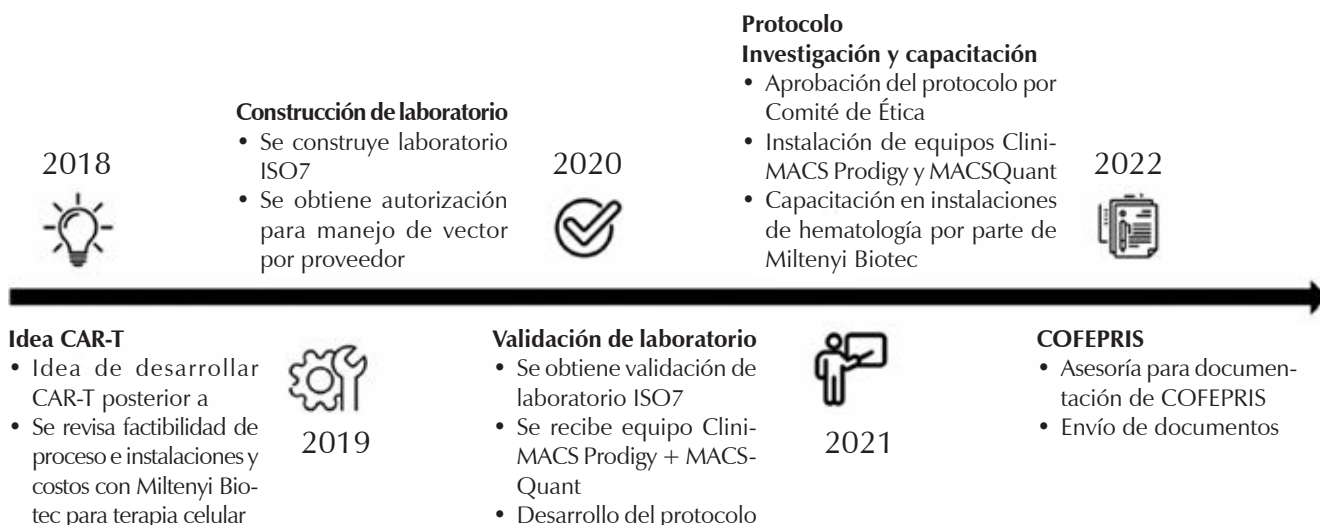 2018
Idea CAR-T
• Idea de desarrollar
CAR-T posterior a
• Se revisa factibilidad de
proceso e instalaciones y
costos con Miltenyi Bio-
tec para terapia celular
Construcción de laboratorio
• Se construye laboratorio
ISO7
• Se obtiene autorización
para manejo de vector
por proveedor
2019
2020
Validación de laboratorio
• Se obtiene validación de
laboratorio ISO7
• Se recibe equipo Clini-
MACS Prodigy + MACS-
Quant
• Desarrollo del protocolo
Protocolo
Investigación y capacitación
• Aprobación del protocolo por
Comité de Ética
• Instalación de equipos Clini-
MACS Prodigy y MACSQuant
• Capacitación en instalaciones
de hematología por parte de
Miltenyi Biotec
2021
2022
COFEPRIS
• Asesoría para documen-
tación de COFEPRIS
• Envío de documentos